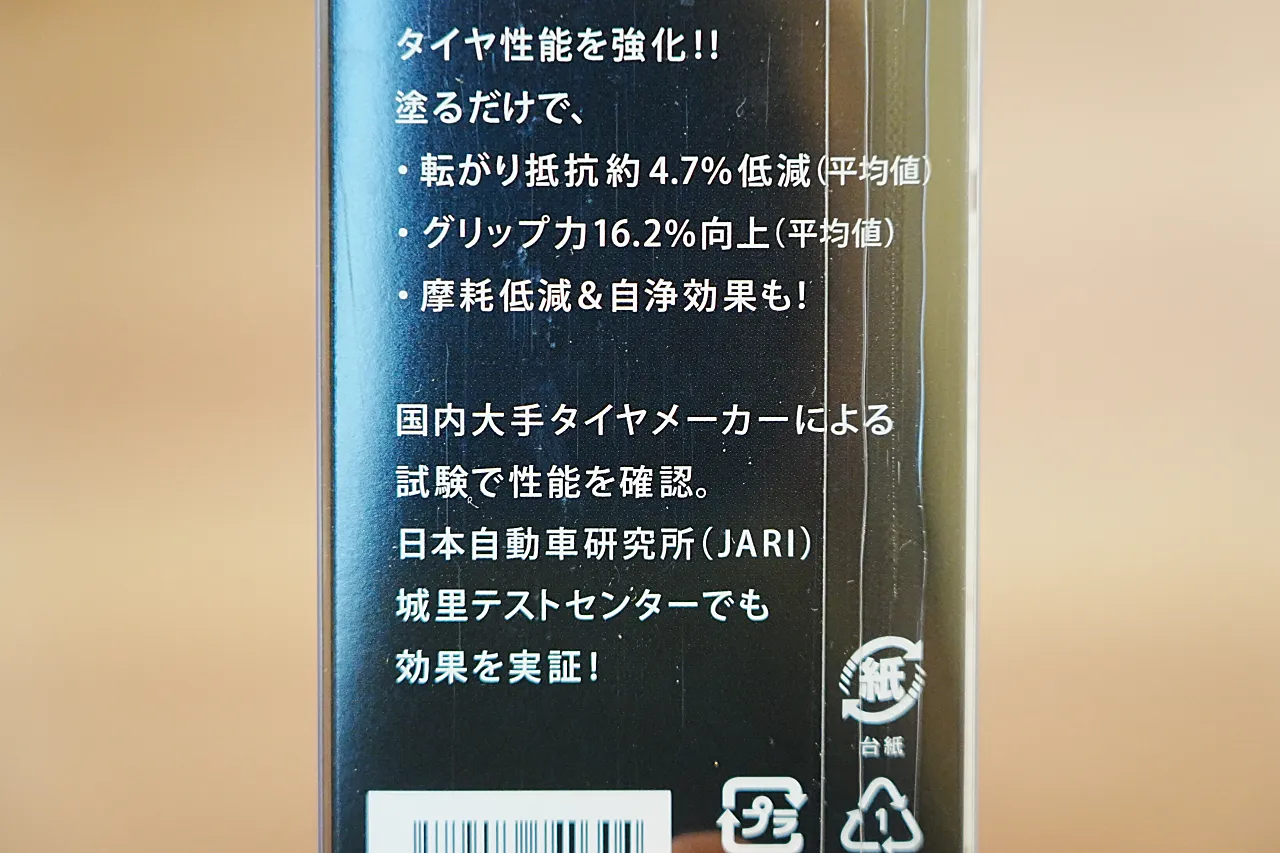 タイヤ性能を強化!!
塗るだけで、
・転がり抵抗約4.7%低減(平均値)
・グリップ力16.2%向上(平均値)
・摩耗低減&自浄効果も!
国内大手タイヤメーカーによる
試験で性能を確認。
日本自動車研究所(JARI)
城里テストセンターでも
効果を実証!
紙
台紙
プラ
1